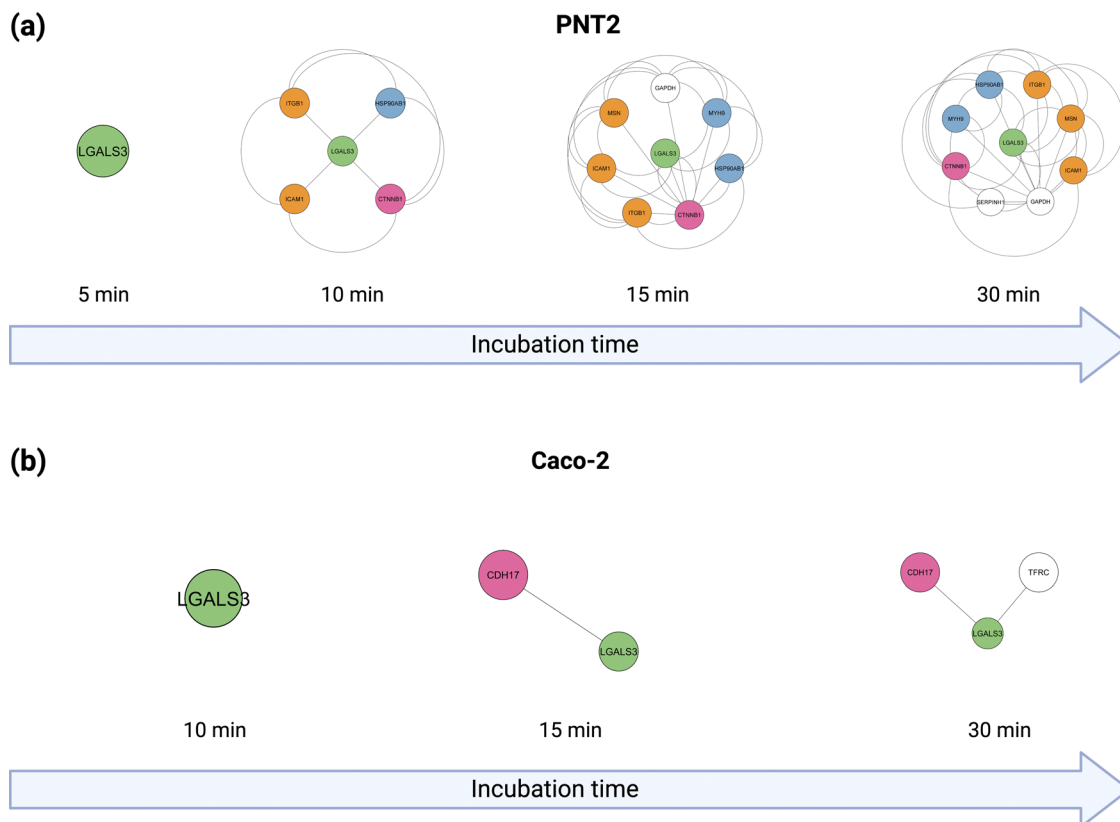 (a)
PNT2
LGALS3
ITGB1
HSP90AB1
LGALS3
ICAM1
CTNNB1
GAPDH
MSN
MYH9
LGALS3
ICAM1
HSP90AB1
ITGB1
CTNNB1
HSP90AB1
ITGB1
MYH9
MSN
LGALS3
CTNNB1
ICAM1
SERPINH1
GAPDH
5 min
10 min
15 min
30 min
Incubation time
(b)
Caco-2
LGALS3
CDH17
LGALS3
CDH17
TFRC
LGALS3
10 min
15 min
30 min
Incubation time